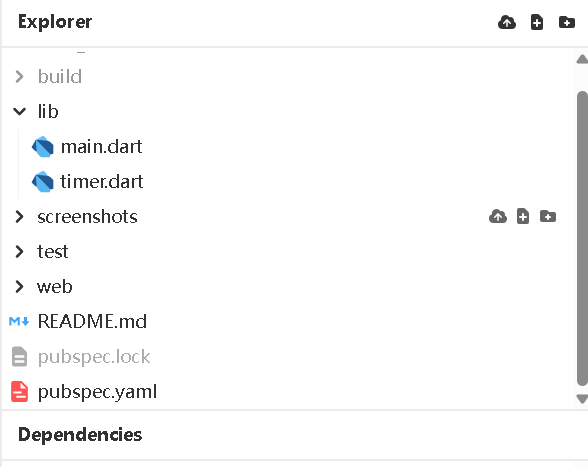 Explorer
build
lib
main.dart
timer.dart
screenshots
test
web
README.md
pubspec.lock
pubspec.yaml
Dependencies